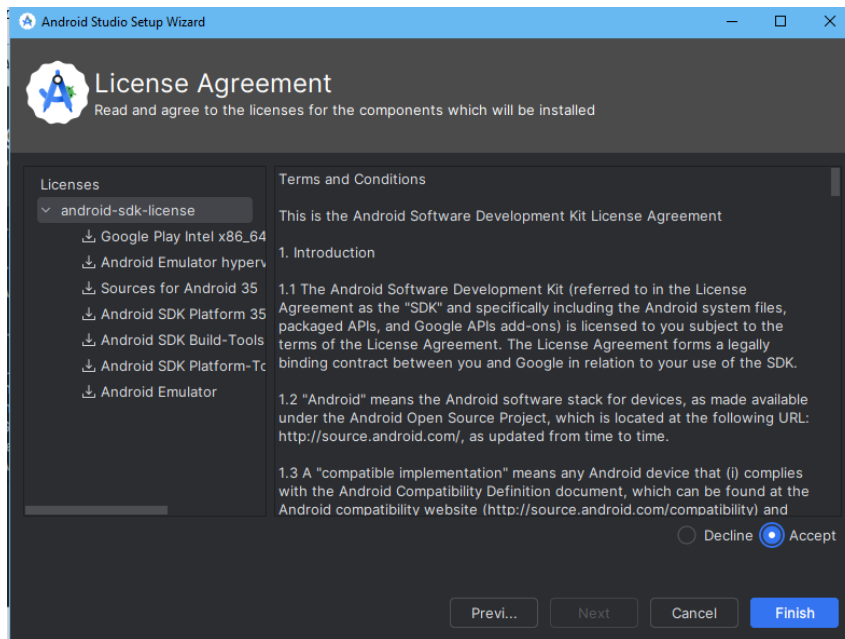 Android Studio Setup Wizard
License Agreement
Read and agree to the licenses for the components which will be installed
Licenses
android-sdk-license
Google Play Intel x86_64
Android Emulator hyperv
Sources for Android 35
Android SDK Platform 35
Android SDK Build-Tools
Android SDK Platform-To
Android Emulator
Terms and Conditions
This is the Android Software Development Kit License Agreement
1. Introduction
1.1 The Android Software Development Kit (referred to in the License
Agreement as the "SDK" and specifically including the Android system files,
packaged APIs, and Google APIs add-ons) is licensed to you subject to the
terms of the License Agreement. The License Agreement forms a legally
binding contract between you and Google in relation to your use of the SDK.
1.2 "Android" means the Android software stack for devices, as made available
under the Android Open Source Project, which is located at the following URL:
http://source.android.com/, as updated from time to time.
1.3 A "compatible implementation" means any Android device that (i) complies
with the Android Compatibility Definition document, which can be found at the
Android compatibility website (http://source.android.com/compatibility) and
Decline Accept
Previ... Next Cancel Finish